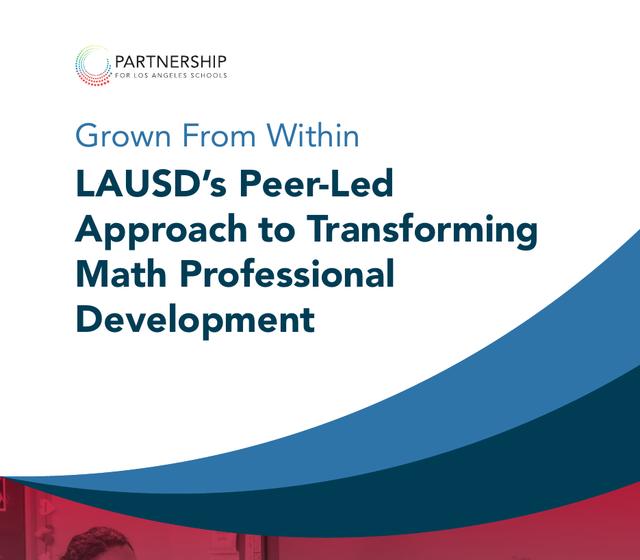 PARTNERSHIP
FOR LOS ANGELES SCHOOLS
Grown From Within
LAUSD’s Peer-Led
Approach to Transforming
Math Professional
Development